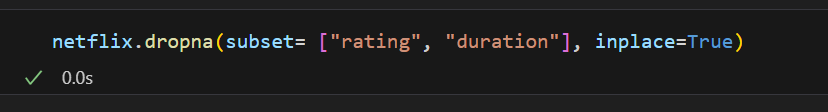 netflix.dropna(subset= ["rating", "duration"], inplace=True)
✓ 0.0s